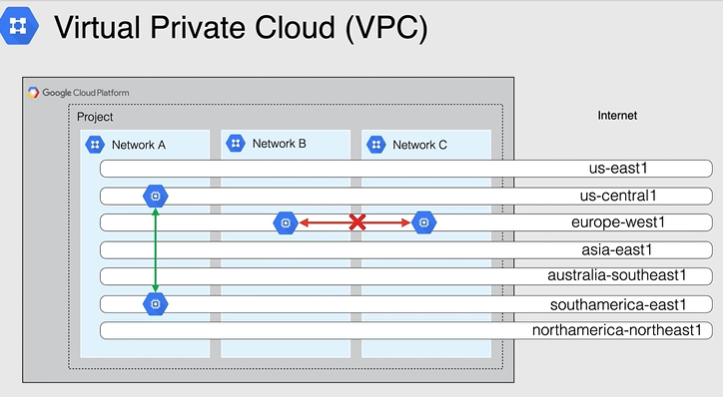 Virtual Private Cloud (VPC)
Google Cloud Platform
Project
Internet
Network A
Network B
Network C
us-east1
us-central1
europe-west1
asia-east1
australia-southeast1
southamerica-east1
northamerica-northeast1